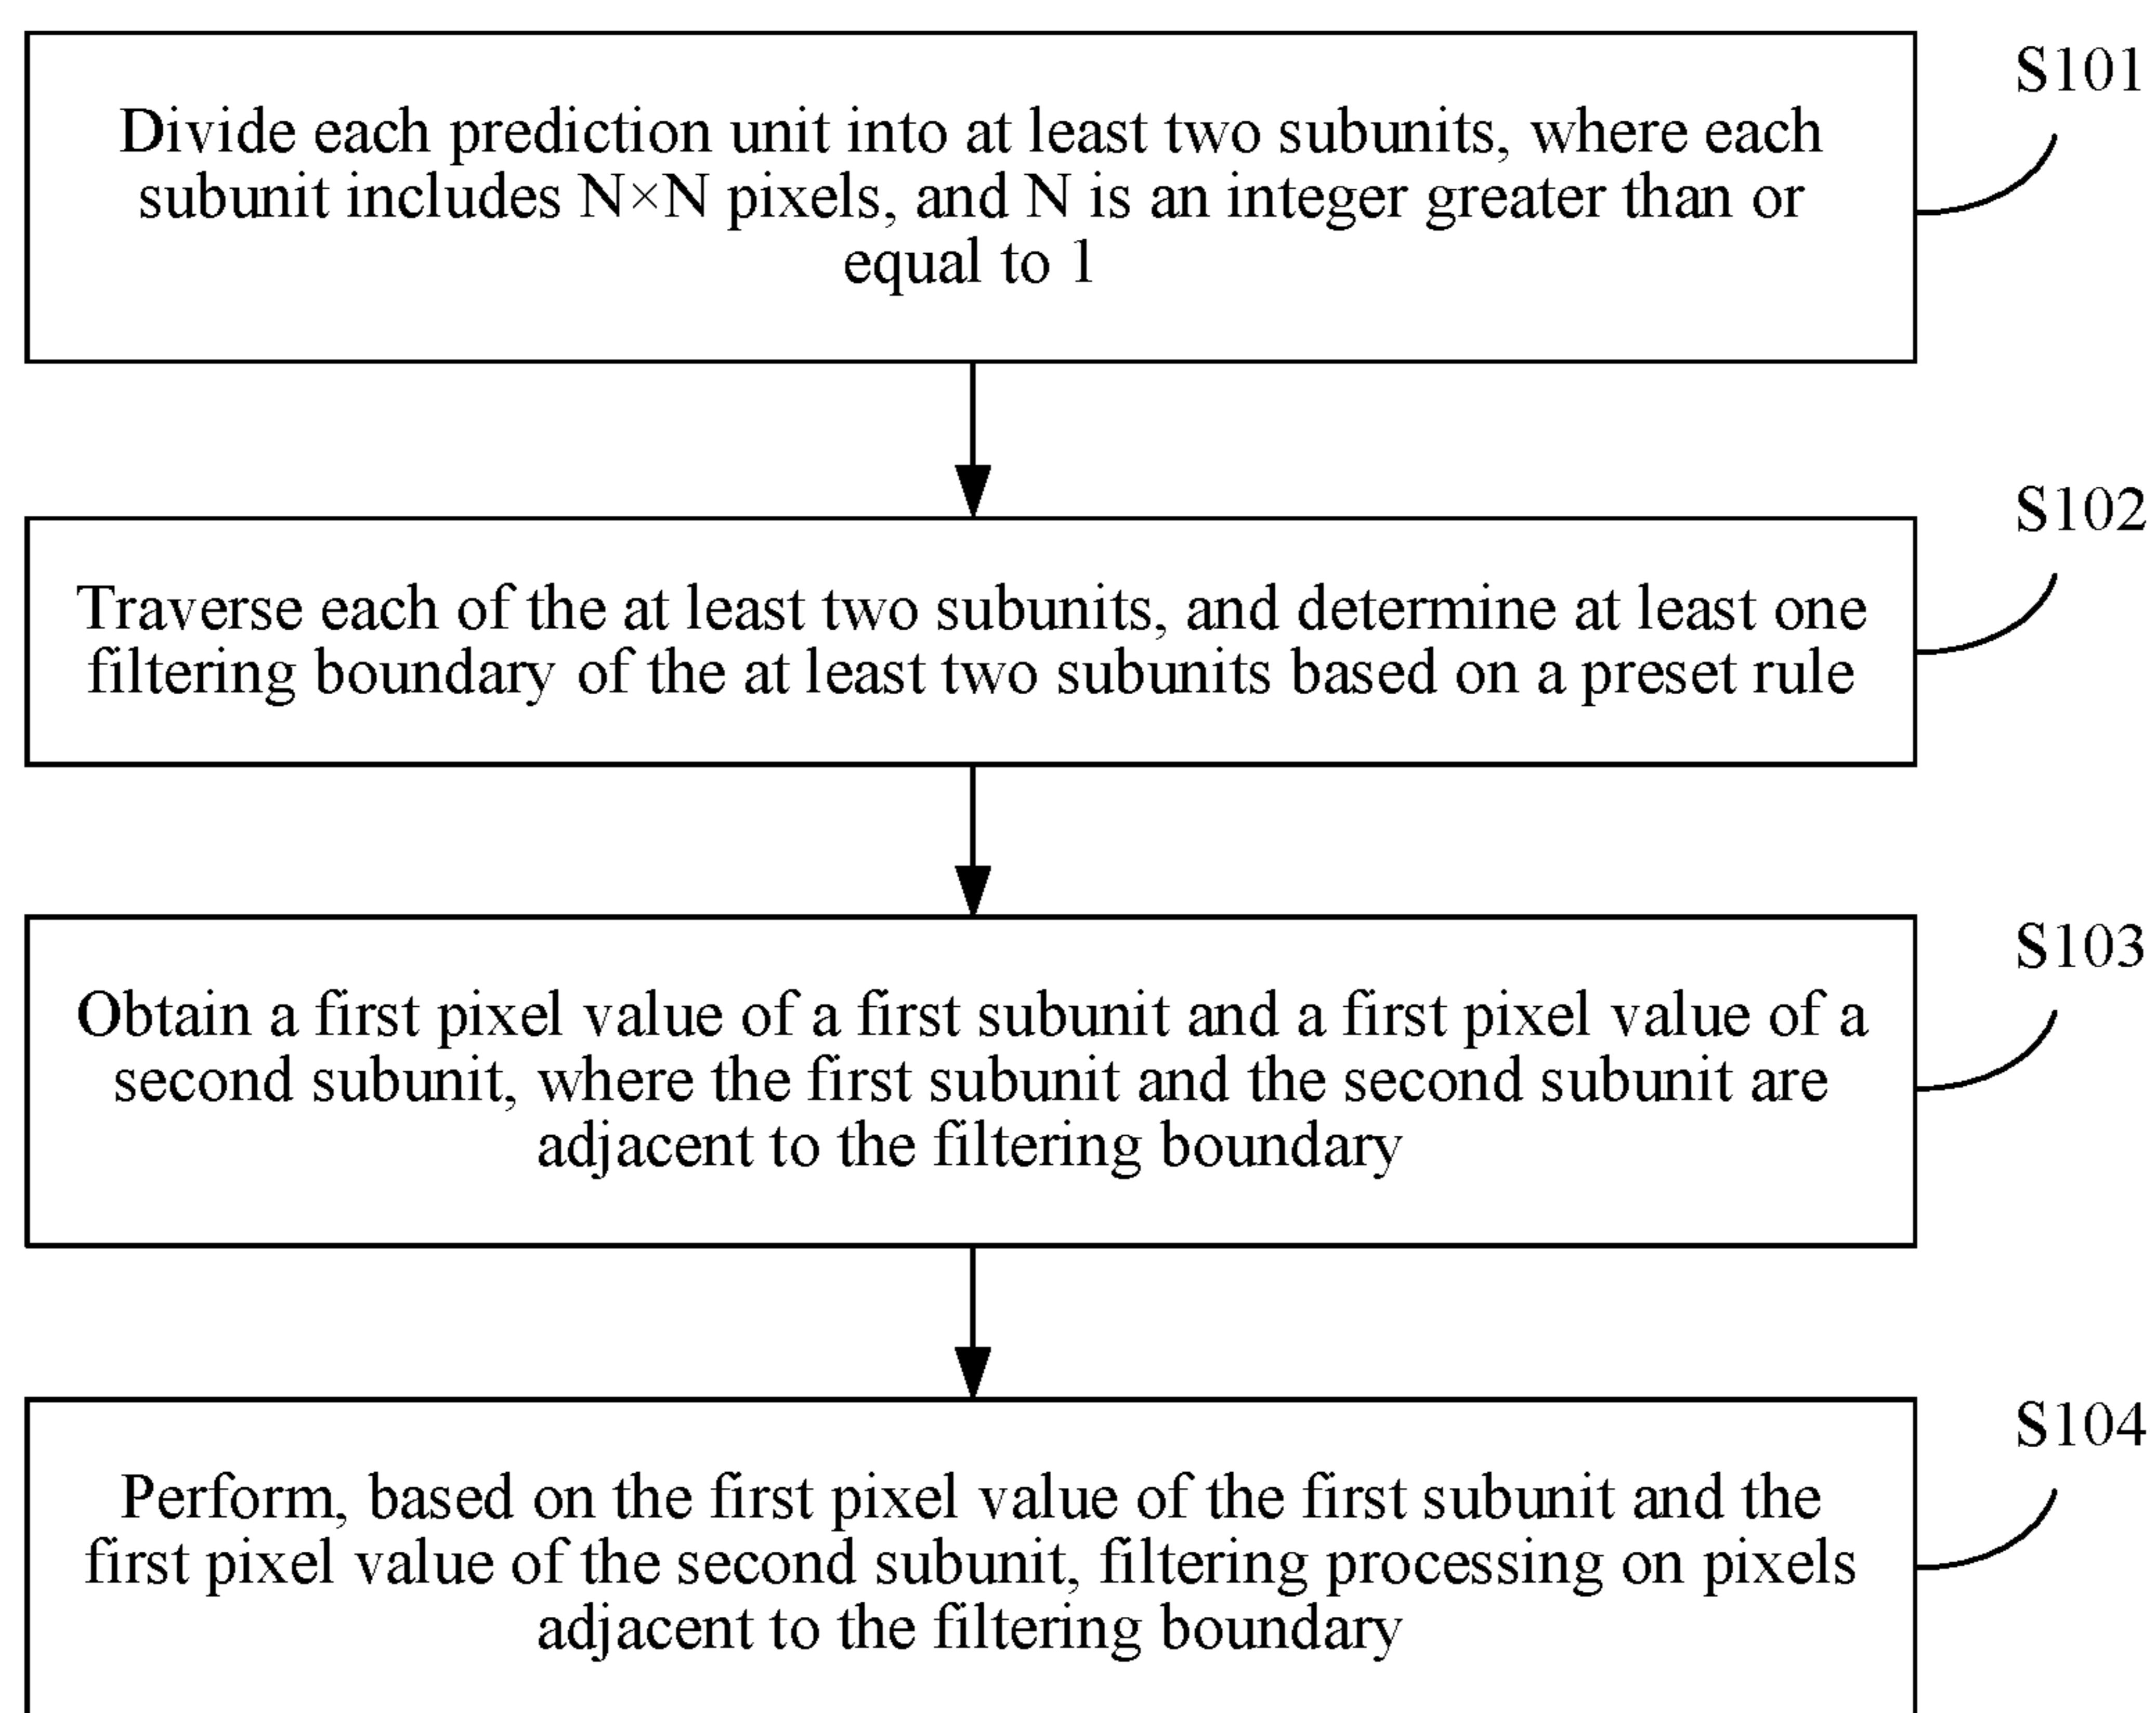 S101
Divide each prediction unit into at least two subunits, where each
subunit includes N×N pixels, and N is an integer greater than or
equal to 1
S102
Traverse each of the at least two subunits, and determine at least one
filtering boundary of the at least two subunits based on a preset rule
S103
Obtain a first pixel value of a first subunit and a first pixel value of a
second subunit, where the first subunit and the second subunit are
adjacent to the filtering boundary
S104
Perform, based on the first pixel value of the first subunit and the
first pixel value of the second subunit, filtering processing on pixels
adjacent to the filtering boundary